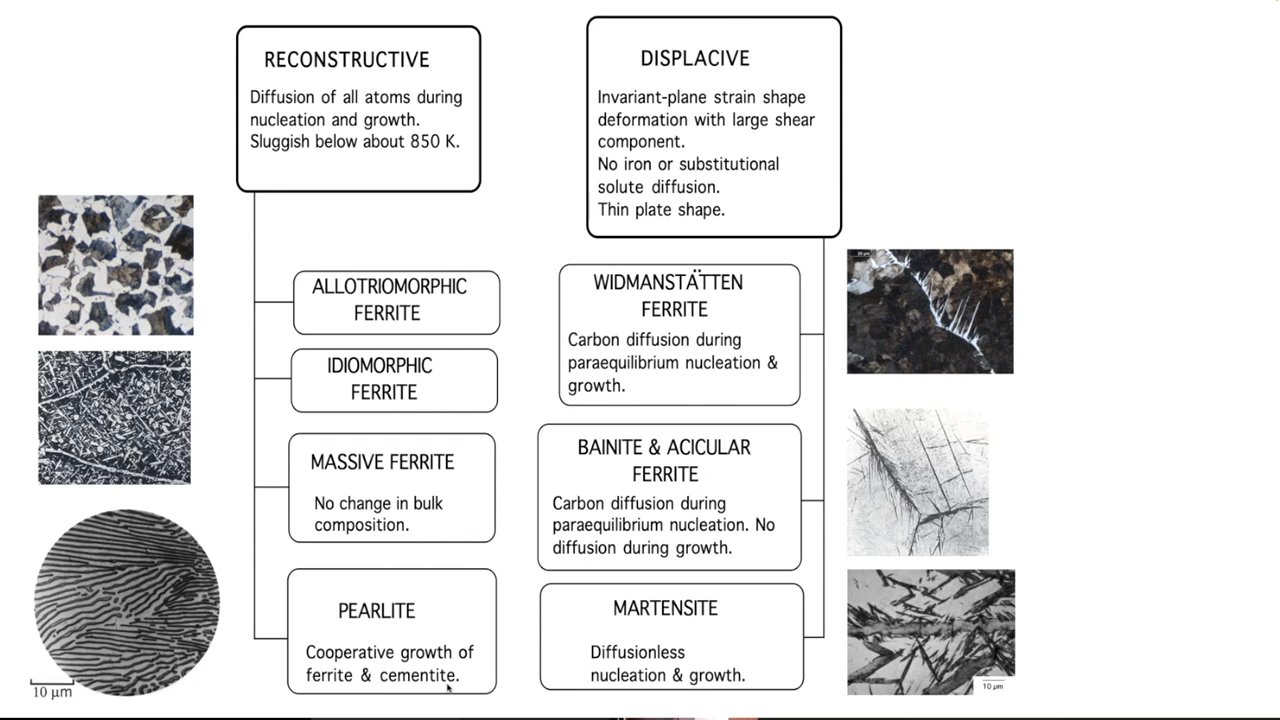 RECONSTRUCTIVE
Diffusion of all atoms during
nucleation and growth.
Sluggish below about 850 K.
ALLOTRIOMORPHIC
FERRITE
IDIOMORPHIC
FERRITE
MASSIVE FERRITE
No change in bulk
composition.
PEARLITE
Cooperative growth of
ferrite & cementite.
10 µm
DISPLACIVE
Invariant-plane strain shape
deformation with large shear
component.
No iron or substitutional
solute diffusion.
Thin plate shape.
WIDMANSTÄTTEN
FERRITE
Carbon diffusion during
paraequilibrium nucleation &
growth.
BAINITE & ACICULAR
FERRITE
Carbon diffusion during
paraequilibrium nucleation. No
diffusion during growth.
MARTENSITE
Diffusionless
nucleation & growth.
10 µm